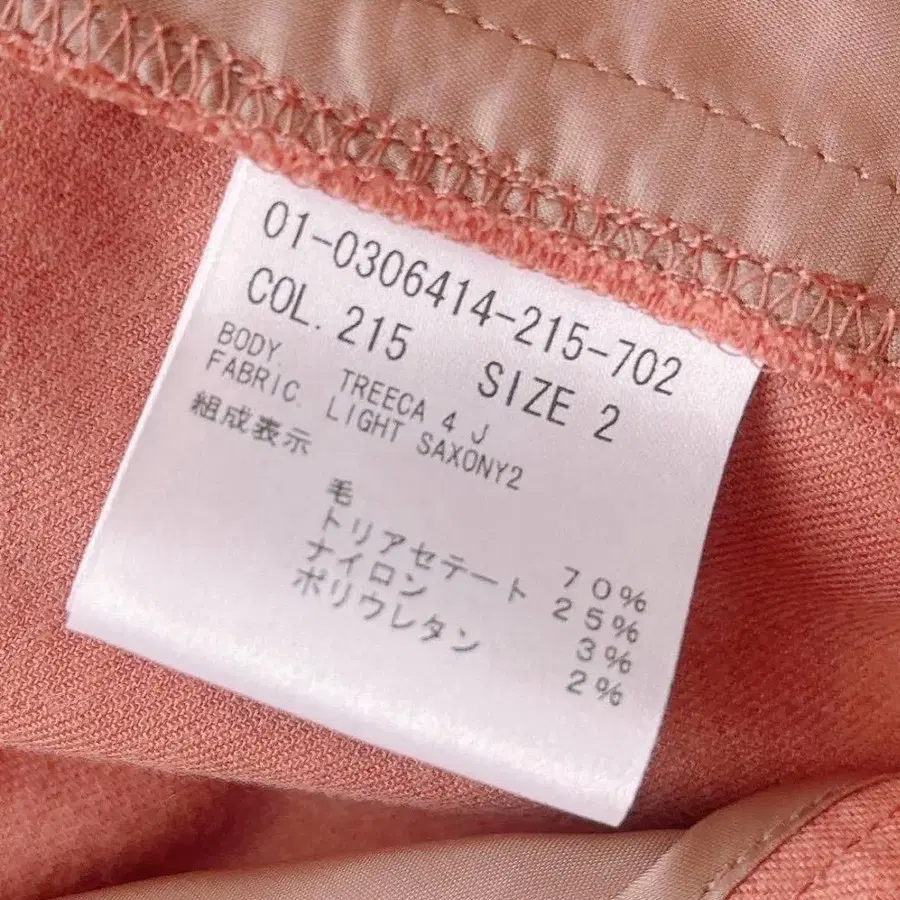 01-0306414-215-702
COL. 215 SIZE 2
BODY. TREECA 4 J
FABRIC. LIGHT SAXONY2
組成表示
毛 70%
トリアセテート 25%
ナイロン 3%
ポリウレタン 2%